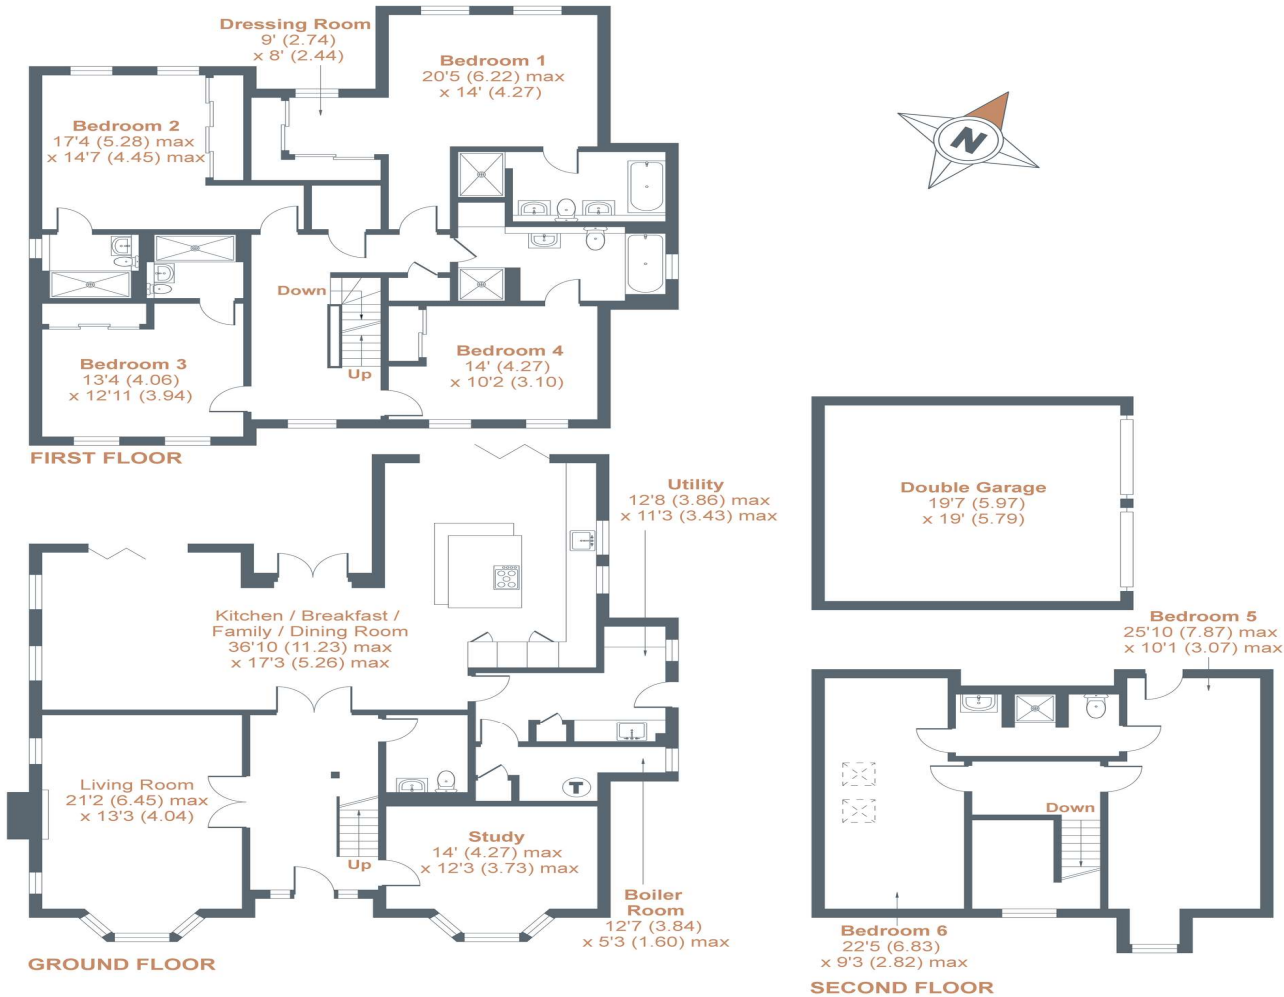 Dressing Room
9' (2.74)
x 8' (2.44)
Bedroom 1
20'5 (6.22) max
x 14' (4.27)
Bedroom 2
17'4 (5.28) max
x 14'7 (4.45) max
N
Down
Up
Bedroom 3
13'4 (4.06)
x 12'11 (3.94)
Bedroom 4
14' (4.27)
x 10'2 (3.10)
FIRST FLOOR
Utility
12'8 (3.86) max
x 11'3 (3.43) max
Double Garage
19'7 (5.97)
x 19' (5.79)
Kitchen / Breakfast /
Family / Dining Room
36'10 (11.23) max
x 17'3 (5.26) max
Living Room
21'2 (6.45) max
x 13'3 (4.04)
T
Up
Study
14' (4.27) max
x 12'3 (3.73) max
Boiler
Room
12'7 (3.84)
x 5'3 (1.60) max
GROUND FLOOR
Bedroom 5
25'10 (7.87) max
x 10'1 (3.07) max
Down
Bedroom 6
22'5 (6.83)
x 9'3 (2.82) max
SECOND FLOOR